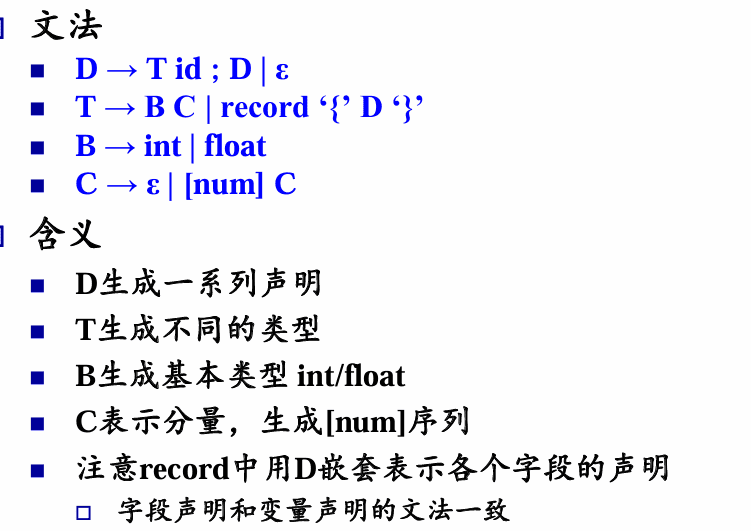 文法
D → T id ; D | ε
T → B C | record ‘{’ D ‘}’
B → int | float
C → ε | [num] C
含义
D生成一系列声明
T生成不同的类型
B生成基本类型 int/float
C表示分量，生成[num]序列
注意record中用D嵌套表示各个字段的声明
字段声明和变量声明的文法一致